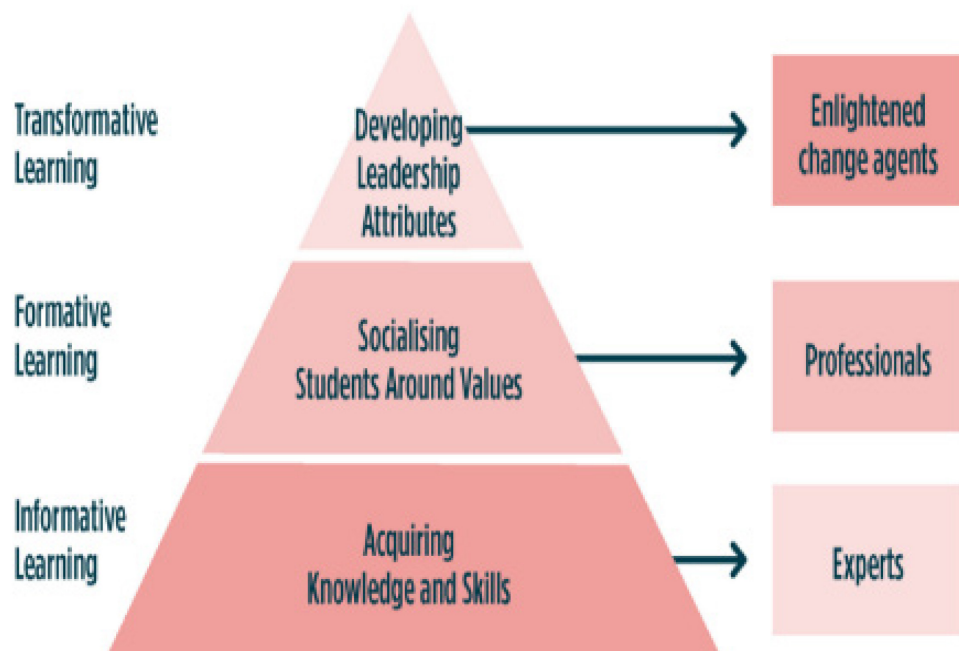 Transformative
Learning
Developing
Leadership
Attributes
Enlightened
change agents
Formative
Learning
Socialising
Students Around Values
Professionals
Informative
Learning
Acquiring
Knowledge and Skills
Experts